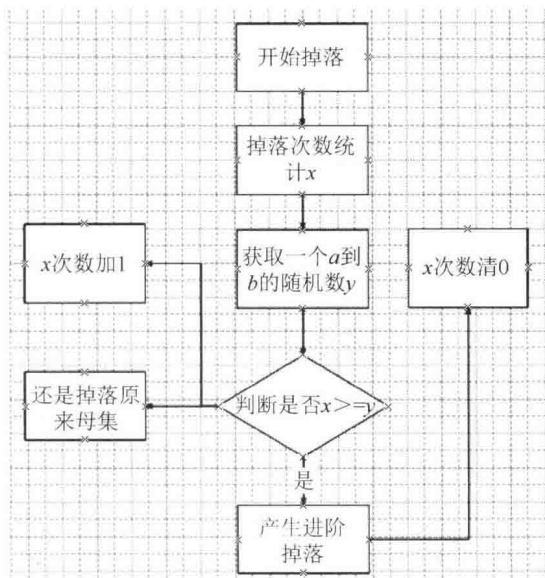 开始掉落
掉落次数统
计x
获取一个a到
b的随机数y
x次数加1
x次数清0
还是掉落原
来母集
判断是否x>=y
是
产生进阶
掉落